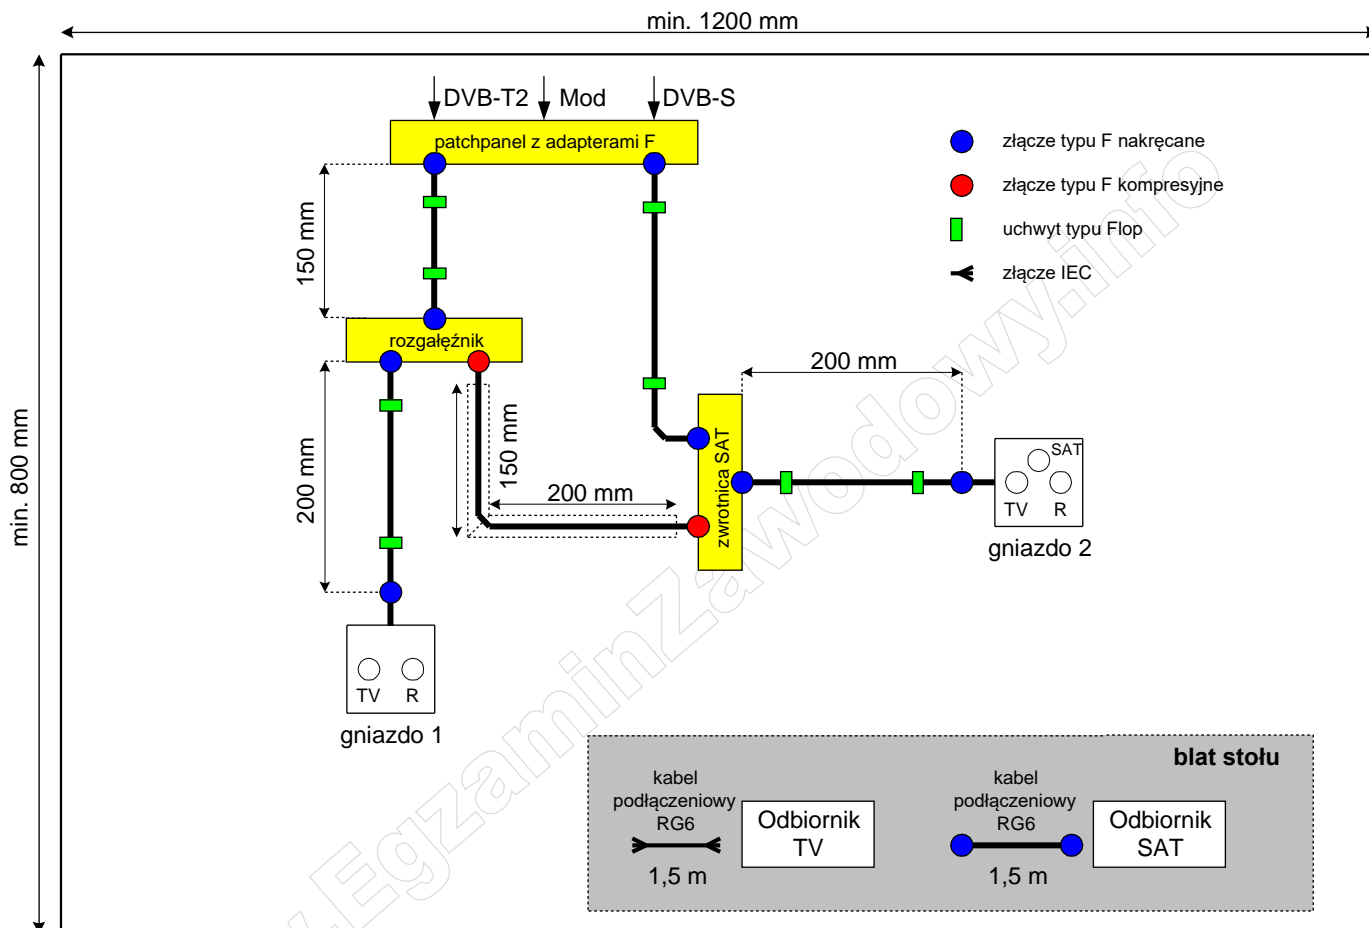 min. 1200 mm
min. 800 mm
DVB-T2
Mod
DVB-S
patchpanel z adapterami F
złącze typu F nakręcane
złącze typu F kompresyjne
uchwyt typu Flop
złącze IEC
150 mm
rozgałęźnik
200 mm
150 mm
200 mm
zwrotnica SAT
200 mm
SAT
TV
R
gniazdo 2
TV
R
gniazdo 1
blat stołu
kabel
podłączeniowy
RG6
1,5 m
Odbiornik
TV
kabel
podłączeniowy
RG6
1,5 m
Odbiornik
SAT
.EgzaminZawodowy.info